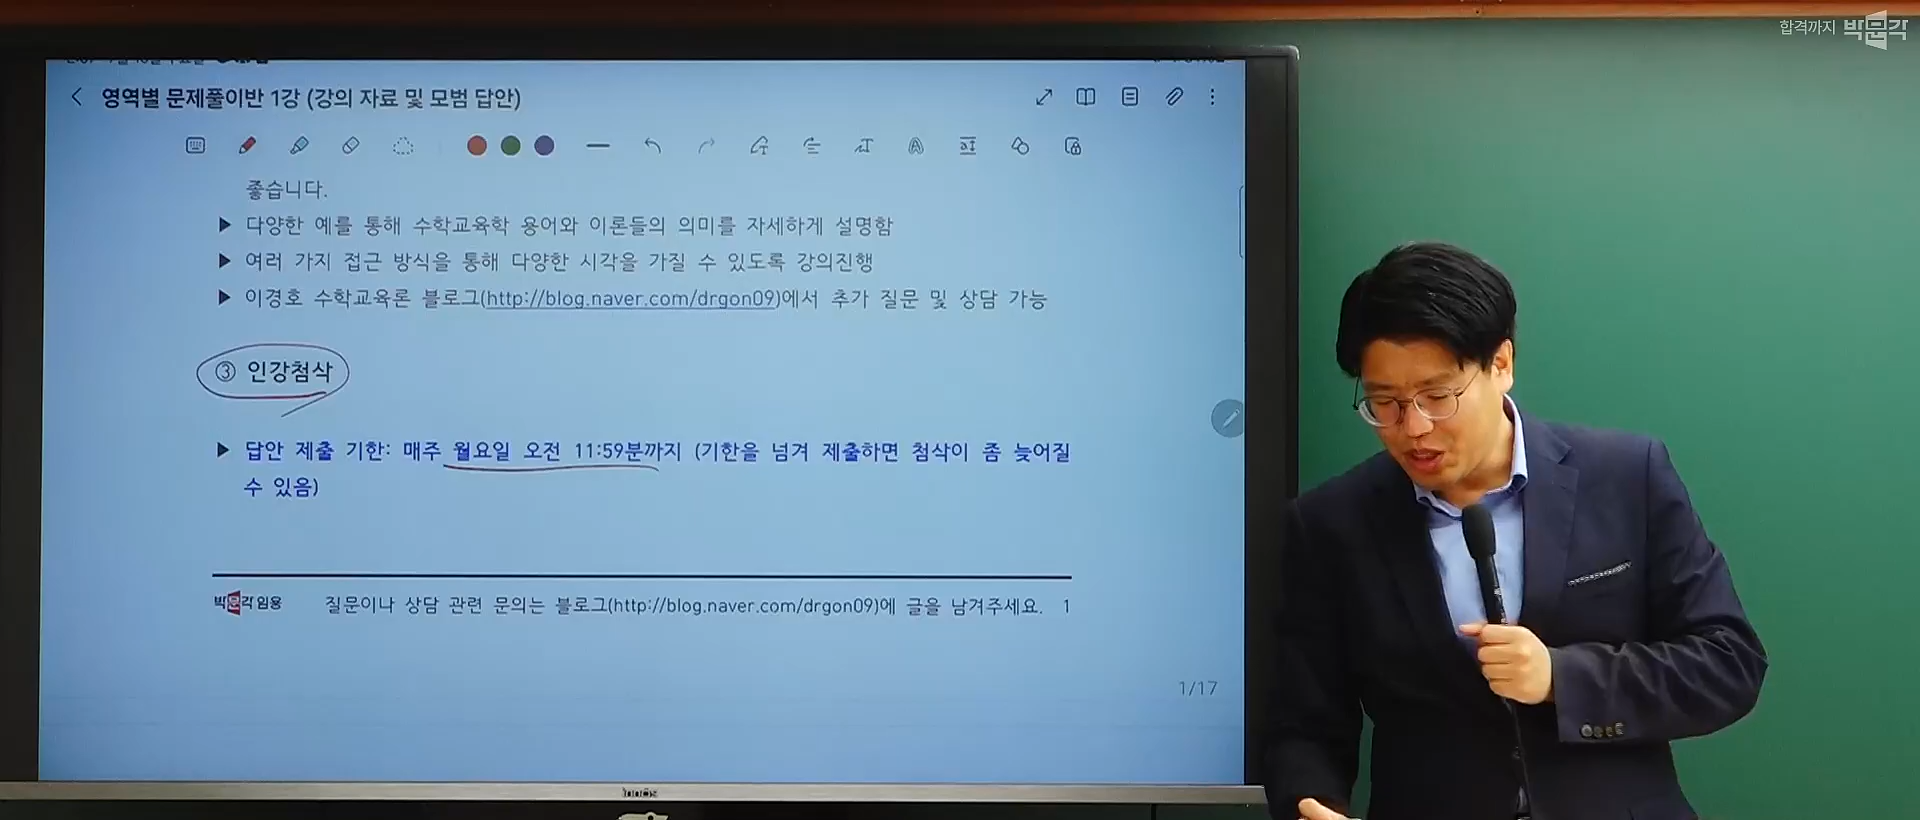 합격까지 박문각
영역별 문제풀이반 1강 (강의 자료 및 모범 답안)
좋습니다.
▶ 다양한 예를 통해 수학교육학 용어와 이론들의 의미를 자세하게 설명함
▶ 여러 가지 접근 방식을 통해 다양한 시각을 가질 수 있도록 강의진행
▶ 이경호 수학교육론 블로그(http://blog.naver.com/drgon09)에서 추가 질문 및 상담 가능
③ 인강첨삭
▶ 답안 제출 기한: 매주 월요일 오전 11:59분까지 (기한을 넘겨 제출하면 첨삭이 좀 늦어질
수 있음)
박문각 임용 질문이나 상담 관련 문의는 블로그(http://blog.naver.com/drgon09)에 글을 남겨주세요. 1
1/17